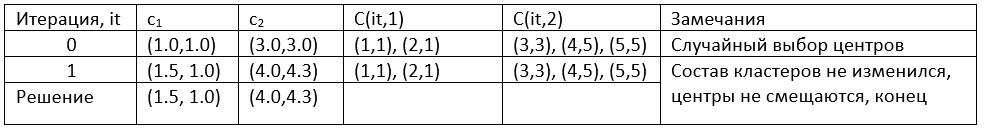 Итерация, it c₁ c₂ C(it,1) C(it,2) Замечания
0 (1.0,1.0) (3.0,3.0) (1,1), (2,1) (3,3), (4,5), (5,5) Случайный выбор центров
1 (1.5, 1.0) (4.0,4.3) (1,1), (2,1) (3,3), (4,5), (5,5) Состав кластеров не изменился,
Решение (1.5, 1.0) (4.0,4.3) центры не смещаются, конец